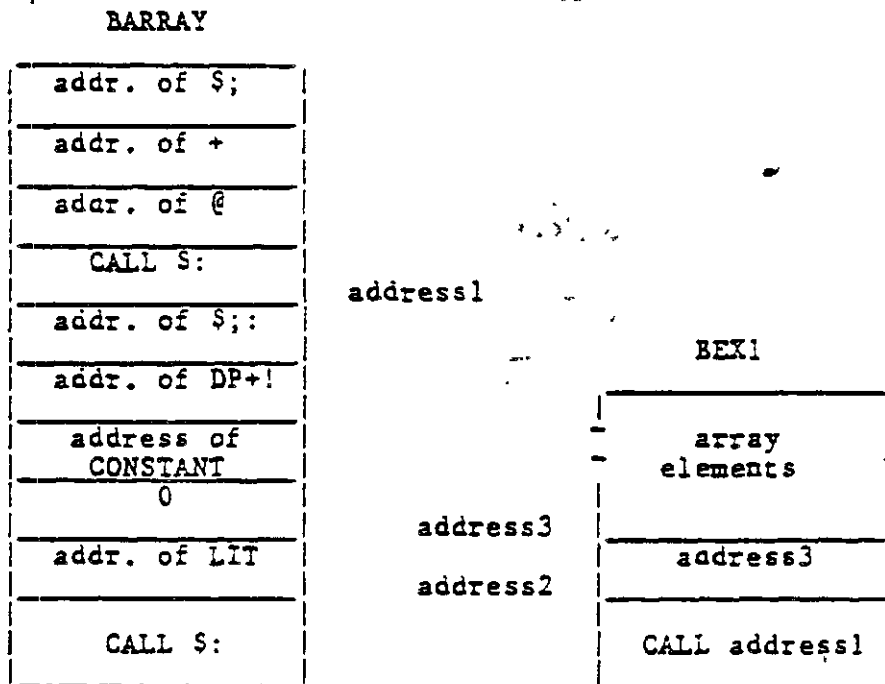 BARRAY
addr. of $;
addr. of +
addr. of @
CALL $:
address1
addr. of $;:
BEX1
addr. of DP+!
address of
CONSTANT
array
elements
0
address3
addr. of LIT
address3
address2
CALL $:
CALL address1